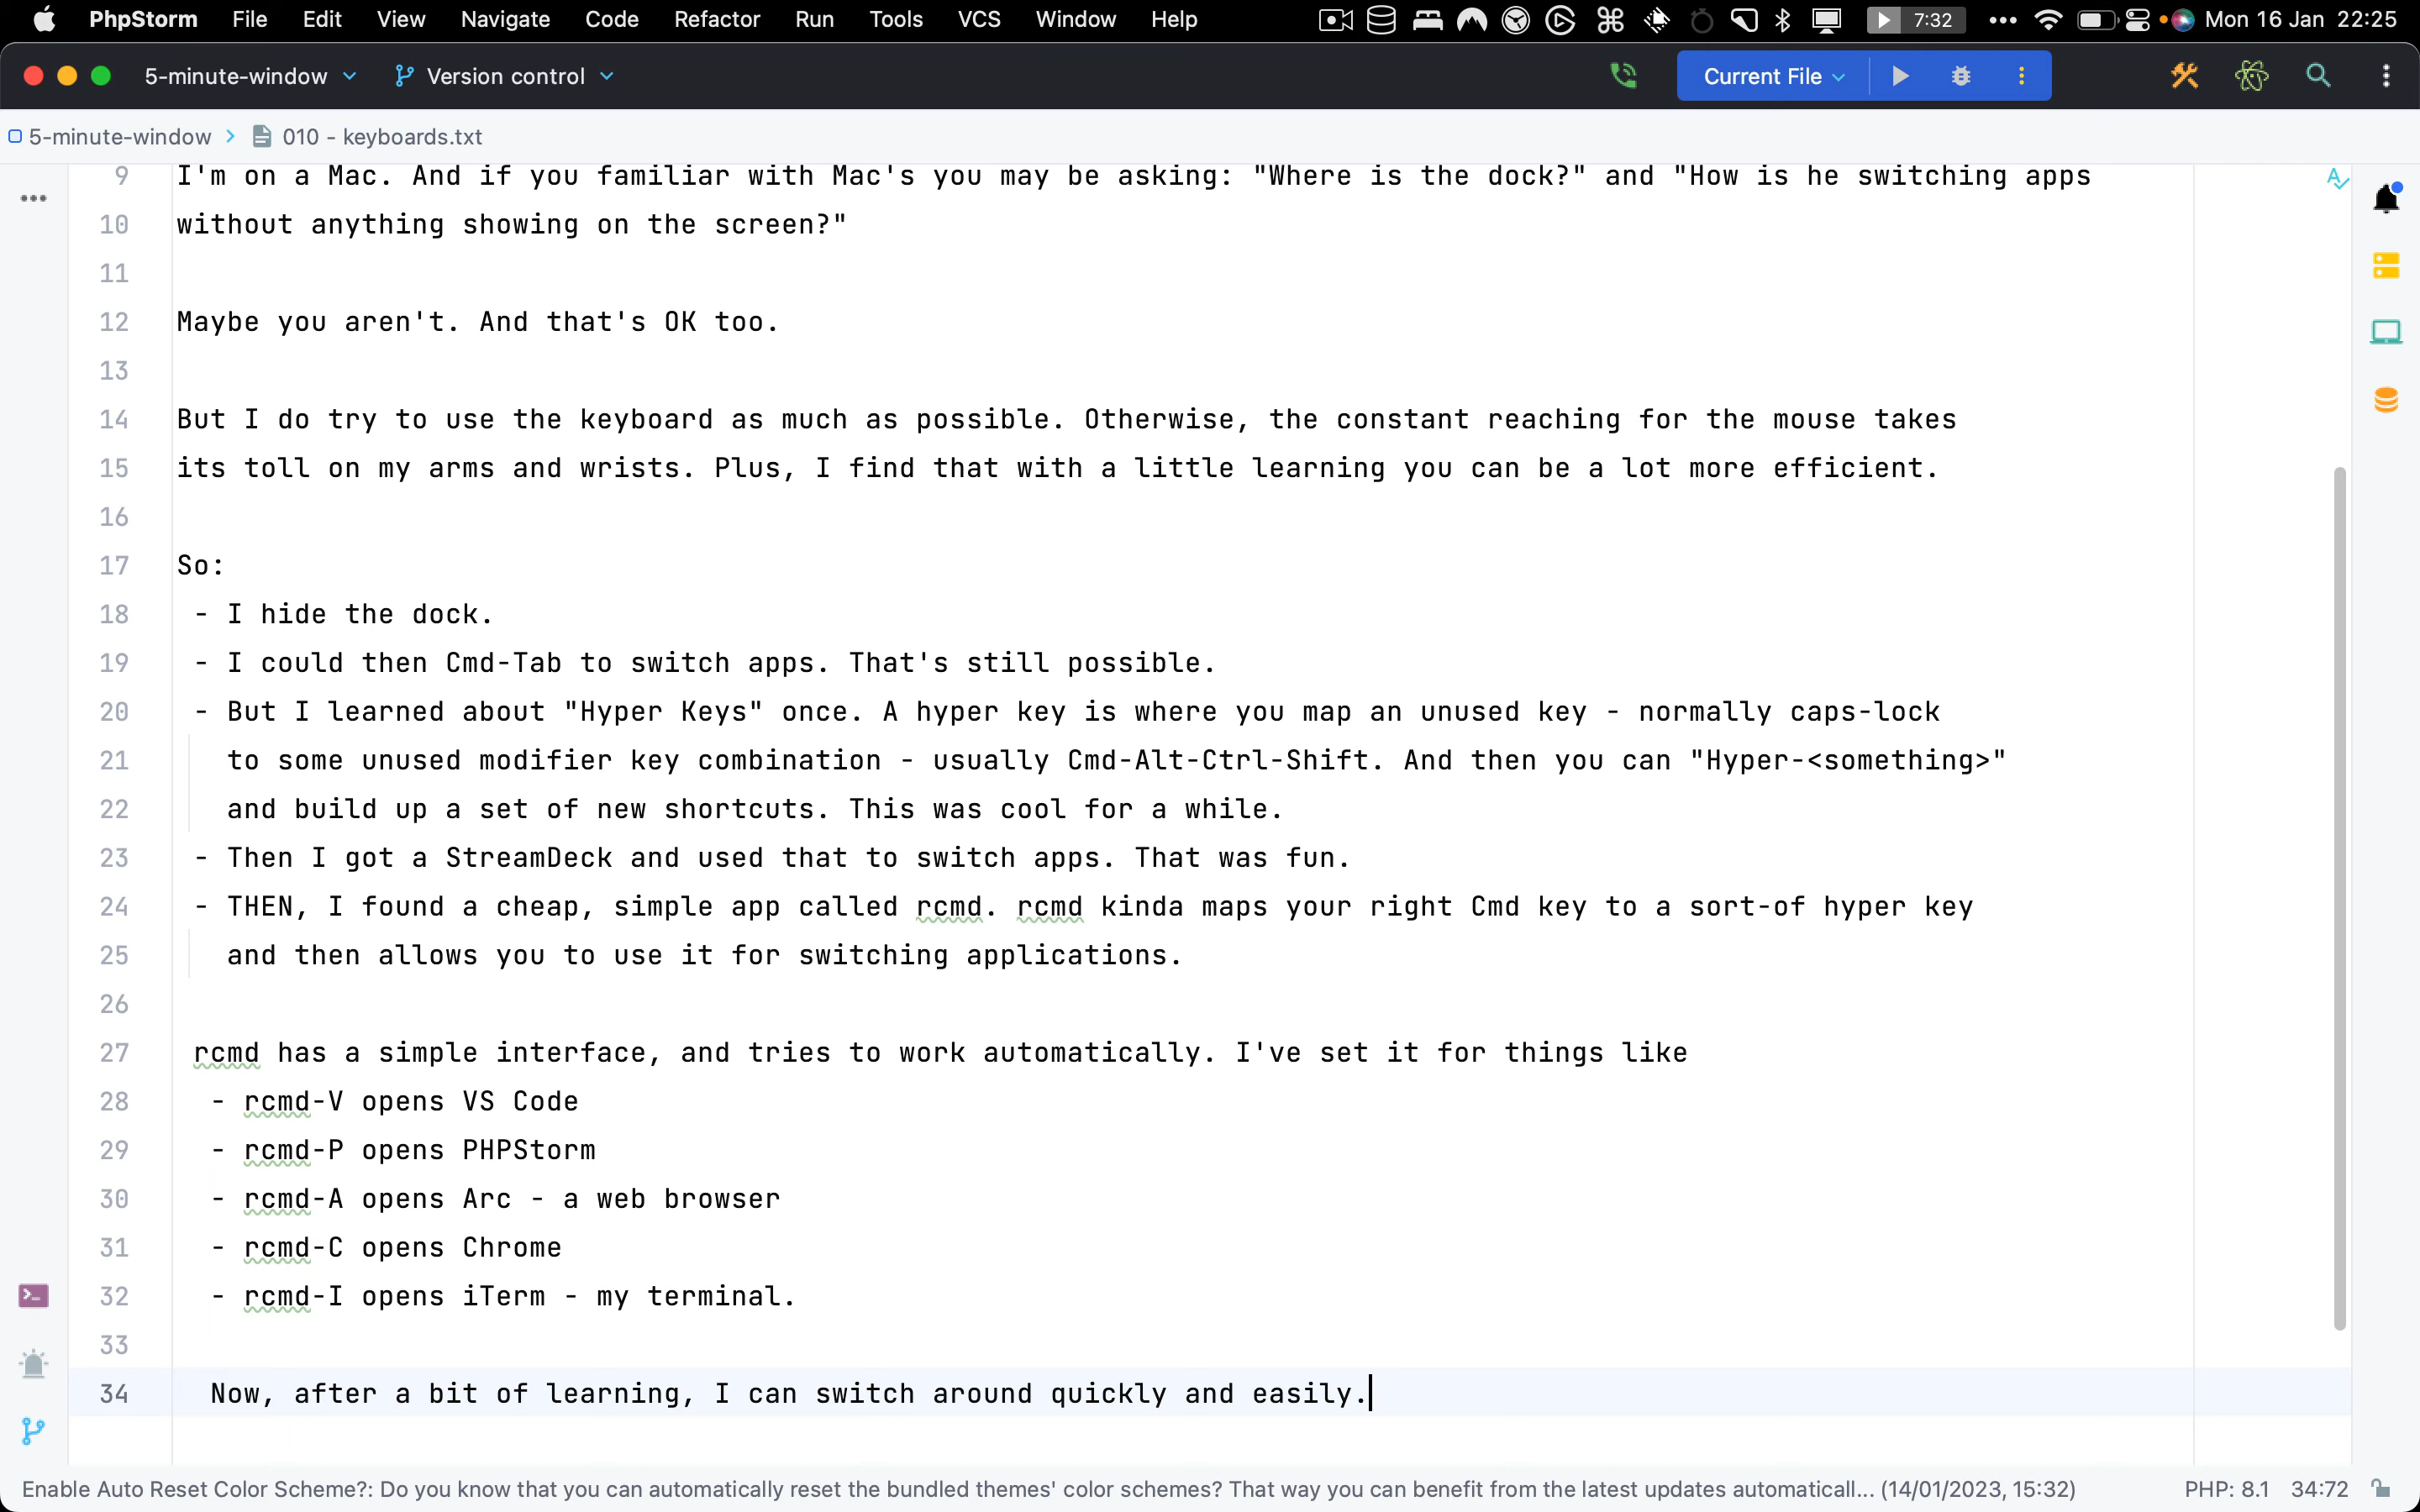 PhpStorm File Edit View Navigate Code Refactor Run Tools VCS Window Help 7:32 Mon 16 Jan 22:25
5-minute-window Version control Current File
5-minute-window 010 - keyboards.txt
9 I'm on a Mac. And if you familiar with Mac's you may be asking: "Where is the dock?" and "How is he switching apps
10 without anything showing on the screen?"
11
12 Maybe you aren't. And that's OK too.
13
14 But I do try to use the keyboard as much as possible. Otherwise, the constant reaching for the mouse takes
15 its toll on my arms and wrists. Plus, I find that with a little learning you can be a lot more efficient.
16
17 So:
18 - I hide the dock.
19 - I could then Cmd-Tab to switch apps. That's still possible.
20 - But I learned about "Hyper Keys" once. A hyper key is where you map an unused key - normally caps-lock
21 to some unused modifier key combination - usually Cmd-Alt-Ctrl-Shift. And then you can "Hyper-<something>"
22 and build up a set of new shortcuts. This was cool for a while.
23 - Then I got a StreamDeck and used that to switch apps. That was fun.
24 - THEN, I found a cheap, simple app called rcmd. rcmd kinda maps your right Cmd key to a sort-of hyper key
25 and then allows you to use it for switching applications.
26
27 rcmd has a simple interface, and tries to work automatically. I've set it for things like
28 - rcmd-V opens VS Code
29 - rcmd-P opens PHPStorm
30 - rcmd-A opens Arc - a web browser
31 - rcmd-C opens Chrome
32 - rcmd-I opens iTerm - my terminal.
33
34 Now, after a bit of learning, I can switch around quickly and easily.
Enable Auto Reset Color Scheme?: Do you know that you can automatically reset the bundled themes' color schemes? That way you can benefit from the latest updates automaticall... (14/01/2023, 15:32) PHP: 8.1 34:72